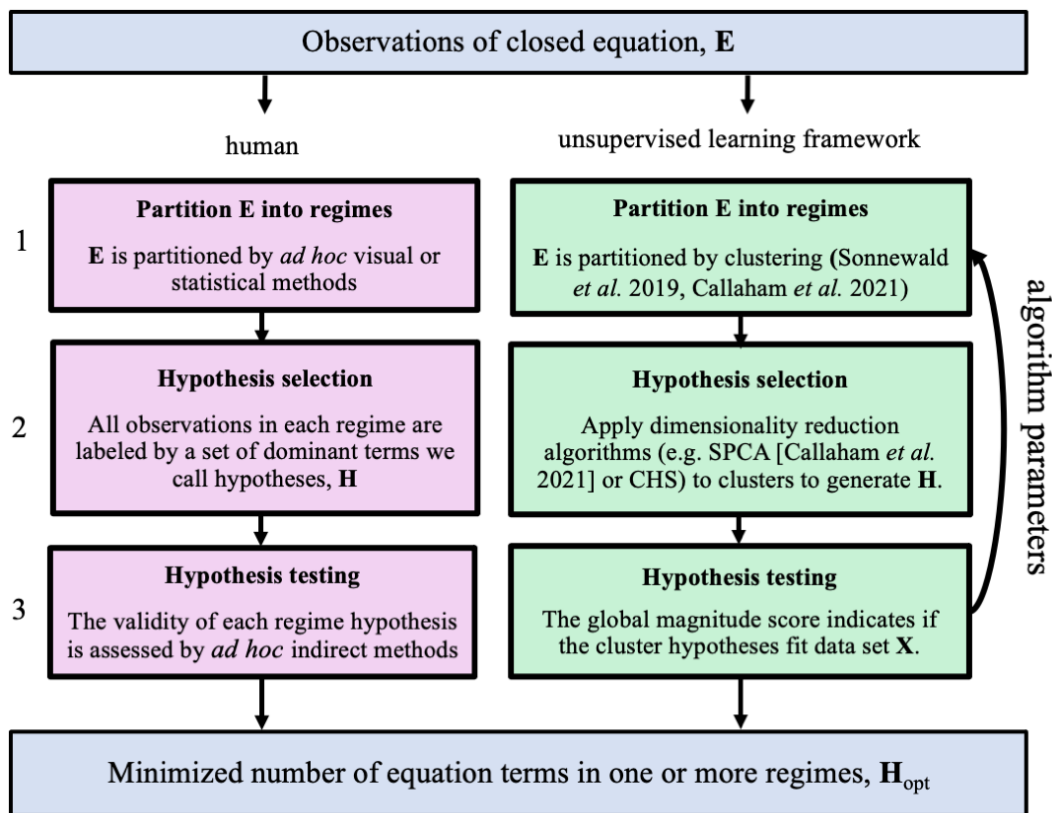 Observations of closed equation, E
human
unsupervised learning framework
1
Partition E into regimes
E is partitioned by ad hoc visual or
statistical methods
Partition E into regimes
E is partitioned by clustering (Sonnewald
et al. 2019, Callaham et al. 2021)
2
Hypothesis selection
All observations in each regime are
labeled by a set of dominant terms we
call hypotheses, H
Hypothesis selection
Apply dimensionality reduction
algorithms (e.g. SPCA [Callaham et al.
2021] or CHS) to clusters to generate H.
3
Hypothesis testing
The validity of each regime hypothesis
is assessed by ad hoc indirect methods
Hypothesis testing
The global magnitude score indicates if
the cluster hypotheses fit data set X.
algorithm parameters
Minimized number of equation terms in one or more regimes, Hopt